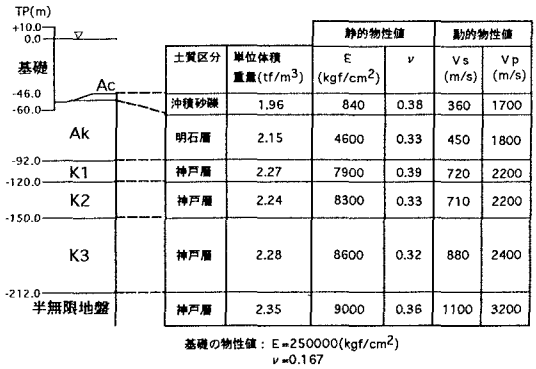 TP(m)
+10.0
0.0
基礎
Ac
-46.0
-60.0
Ak
-92.0
K1
-120.0
K2
-150.0
K3
-212.0
半無限地盤
静的物性値 動的物性値
土質区分 単位体積重量(tf/m3) E (kgf/cm2) ν Vs (m/s) Vp (m/s)
沖積砂礫 1.96 840 0.38 360 1700
明石層 2.15 4600 0.33 450 1800
神戸層 2.27 7900 0.39 720 2200
神戸層 2.24 8300 0.33 710 2200
神戸層 2.28 8600 0.32 880 2400
神戸層 2.35 9000 0.36 1100 3200
基礎の物性値：E=250000(kgf/cm2)
ν=0.167